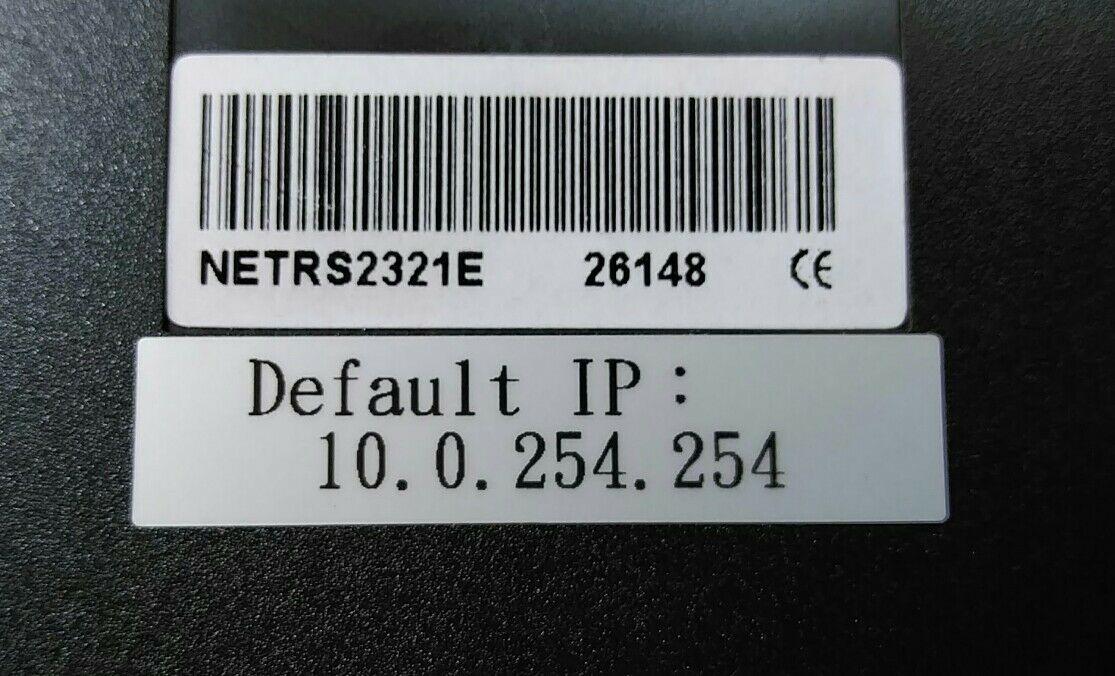 NETRS2321E 26148 CE
Default IP:
10.0.254.254